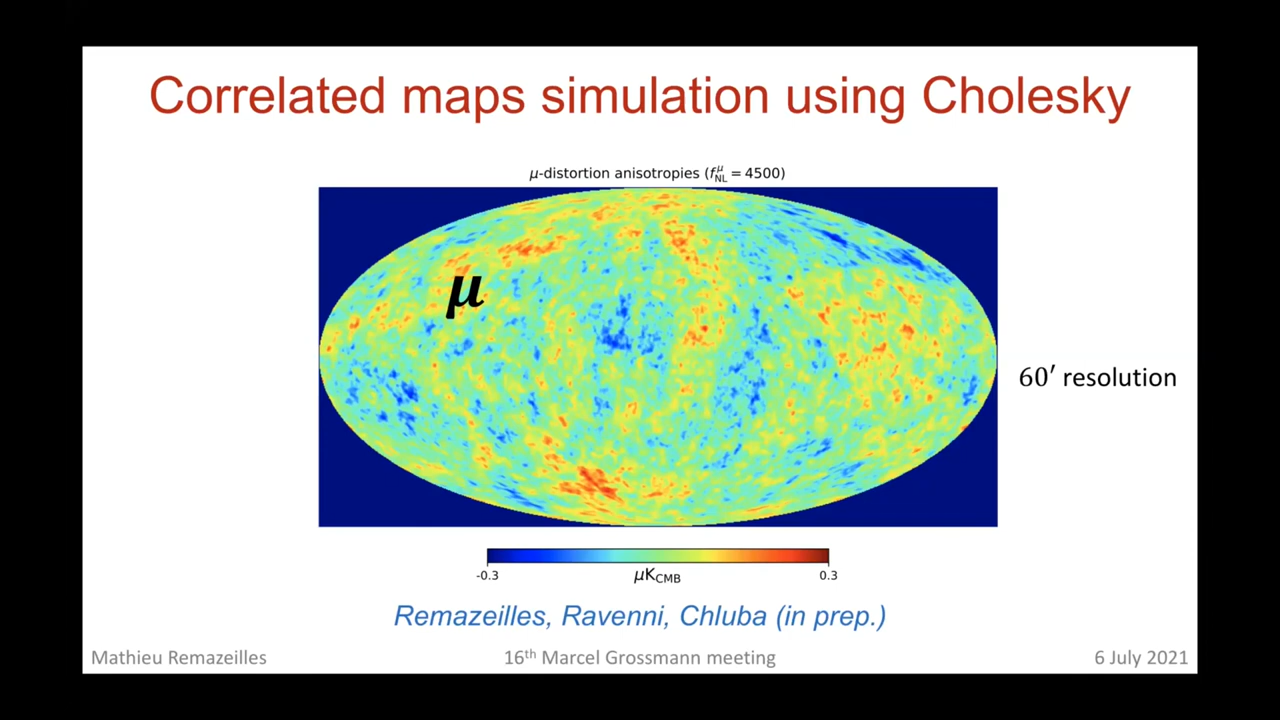 Correlated maps simulation using Cholesky
μ-distortion anisotropies (f^μ_NL = 4500)
μ
60′ resolution
-0.3
0.3
μK_CMB
Remazeilles, Ravenni, Chluba (in prep.)
Mathieu Remazeilles
16th Marcel Grossmann meeting
6 July 2021